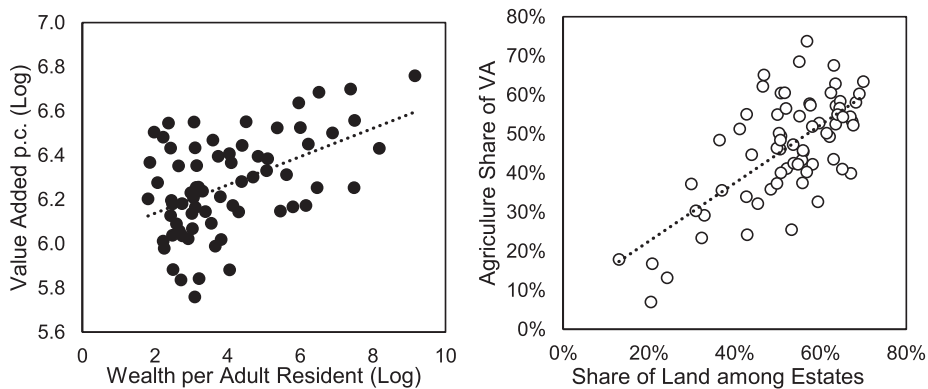 Value Added p.c. (Log)
7.0
6.8
6.6
6.4
6.2
6.0
5.8
5.6
0 2 4 6 8 10
Wealth per Adult Resident (Log)
Agriculure Share of VA
80%
70%
60%
50%
40%
30%
20%
10%
0%
0% 20% 40% 60% 80%
Share of Land among Estates